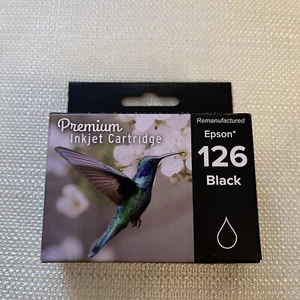 Premium
Inkjet Cartridge
Remanufactured
Epson*
126
Black